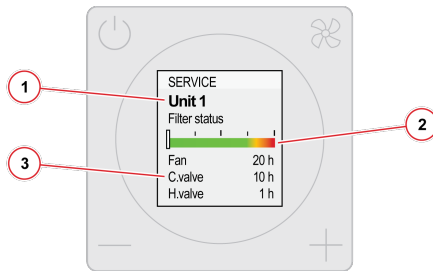 SERVICE
1
Unit 1
Filter status
2
Fan 20 h
3
C.valve 10 h
H.valve 1 h